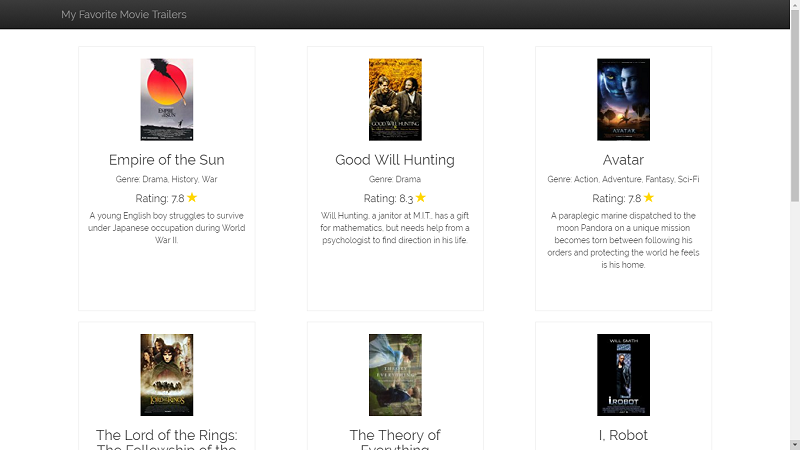 My Favorite Movie Trailers
EMPIRE
OF THE SUN
Empire of the Sun
Genre: Drama, History, War
Rating: 7.8
A young English boy struggles to survive
under Japanese occupation during World
War II.
GOOD WILL HUNTING
Good Will Hunting
Genre: Drama
Rating: 8.3
Will Hunting, a janitor at M.I.T., has a gift
for mathematics, but needs help from a
psychologist to find direction in his life
AVATAR
Avatar
Genre: Action, Adventure, Fantasy, Sci-Fi
Rating: 7.8
A paraplegic marine dispatched to the
moon Pandora on a unique mission
becomes torn between following his
orders and protecting the world he feels
is his home.
The Lord of the Rings:
The Fellowship of the
THEORY
EVERYTHING
The Theory of
Everything
WILL SMITH
I, ROBOT
I, Robot